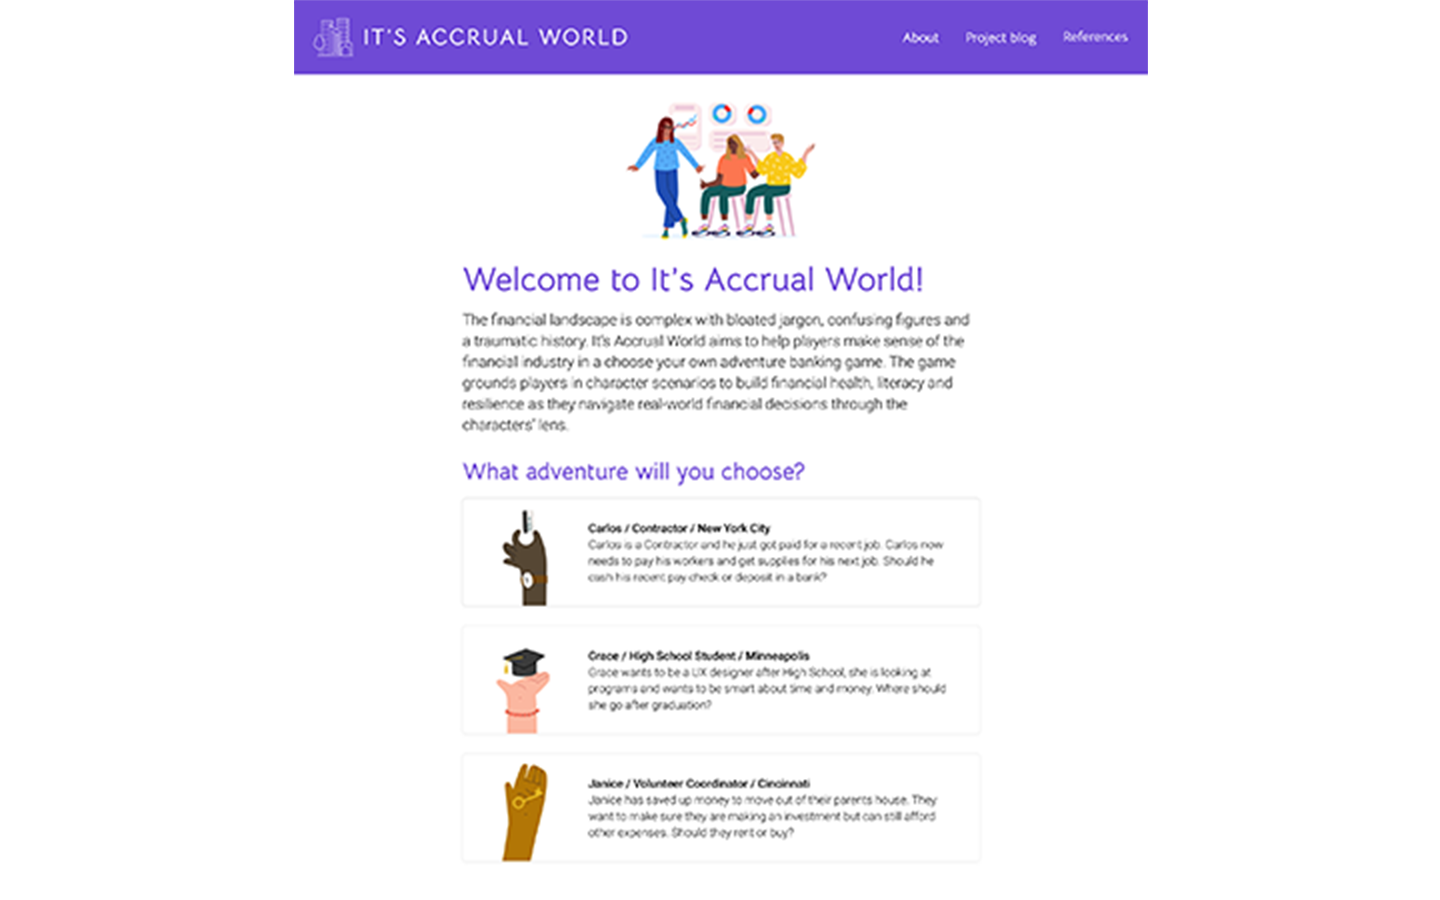 IT'S ACCRUAL WORLD
About Project blog References
Welcome to It's Accrual World!
The financial landscape is complex with bloated jargon, confusing figures and
a traumatic history. It's Accrual World aims to help players make sense of the
financial industry in a choose your own adventure banking game. The game
grounds players in character scenarios to build financial health, literacy and
resilience as they navigate real-world financial decisions through the
characters' lens.
What adventure will you choose?
Carlos / Contractor / New York City
Carlos is a Contractor and he just got paid for a recent job. Carlos now
needs to pay his workers and get supplies for his next job. Should he
cash his recent pay check or deposit in a bank?
Grace / High School Student / Minneapolis
Grace wants to be a UX designer after High School, she is looking at
programs and wants to be smart about time and money. Where should
she go after graduation?
Janice / Volunteer Coordinator / Cincinnati
Janice has saved up money to move out of their parents house. They
want to make sure they are making an investment but can still afford
other expenses. Should they rent or buy?